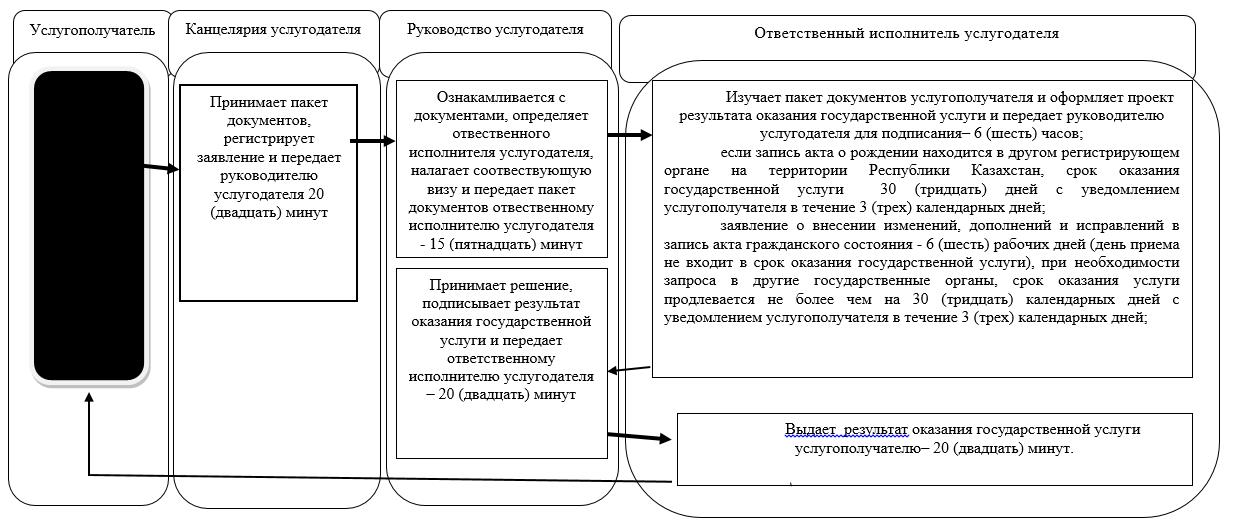 Услугополучатель
Канцелярия услугодателя
Руководство услугодателя
Ответственный исполнитель услугодателя
Принимает пакет
документов,
регистрирует
заявление и передает
руководителю
услугодателя 20
(двадцать) минут
Ознакамливается с
документами, определяет
отвественного
исполнителя услугодателя,
налагает соотвествующую
визу и передает пакет
документов отвественному
исполнителю услугодателя
- 15 (пятнадцать) минут
Принимает решение,
подписывает результат
оказания государственной
услуги и передает
ответственному
исполнителю услугодателя
– 20 (двадцать) минут
Изучает пакет документов услугополучателя и оформляет проект
результата оказания государственной услуги и передает руководителю
услугодателя для подписания– 6 (шесть) часов;
если запись акта о рождении находится в другом регистрирующем
органе на территории Республики Казахстан, срок оказания
государственной услуги 30 (тридцать) дней с уведомлением
услугополучателя в течение 3 (трех) календарных дней;
заявление о внесении изменений, дополнений и исправлений в
запись акта гражданского состояния - 6 (шесть) рабочих дней (день приема
не входит в срок оказания государственной услуги), при необходимости
запроса в другие государственные органы, срок оказания услуги
продлевается не более чем на 30 (тридцать) календарных дней с
уведомлением услугополучателя в течение 3 (трех) календарных дней;
Выдает результат оказания государственной услуги
услугополучателю– 20 (двадцать) минут.